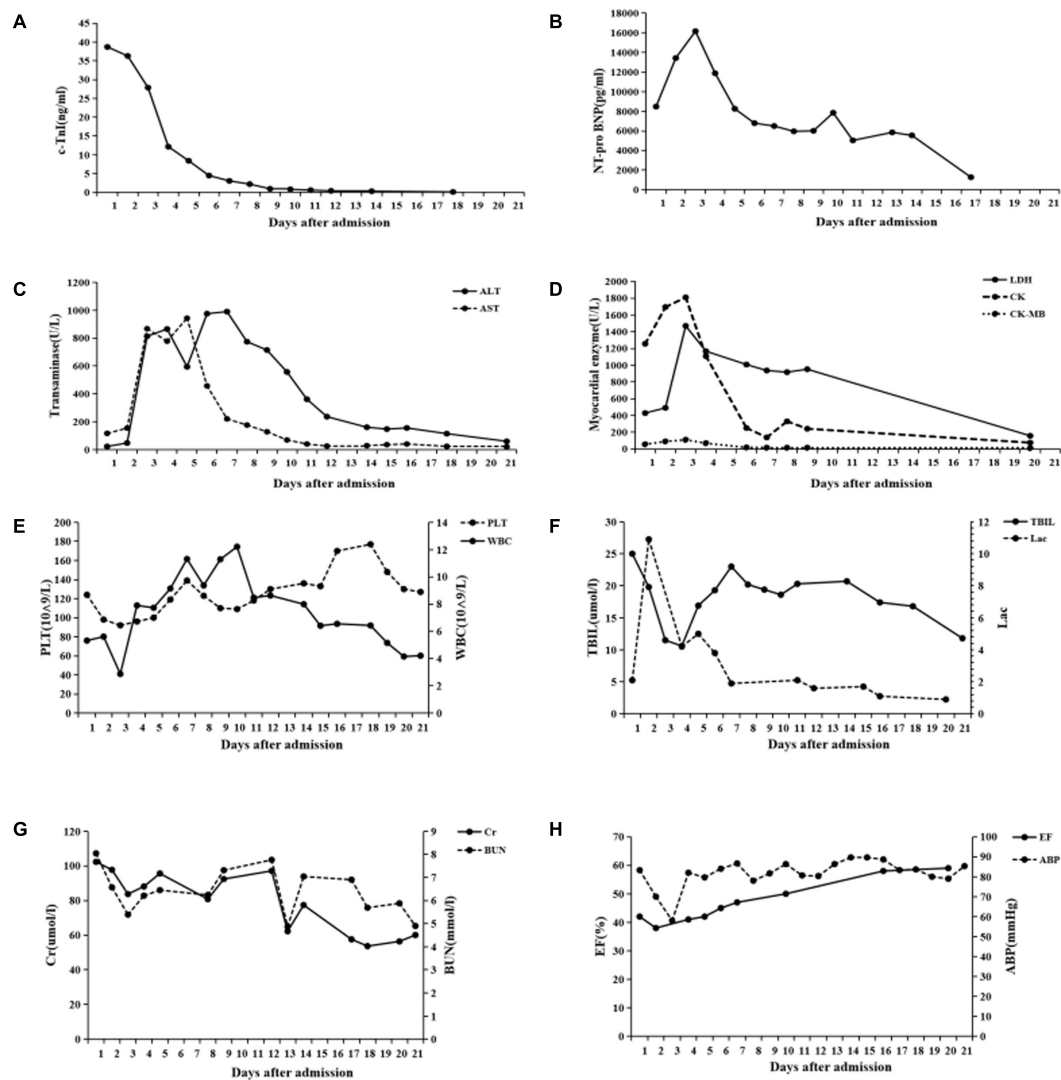 A
c-TnI(ng/ml)
45
40
35
30
25
20
15
10
5
0
1 2 3 4 5 6 7 8 9 10 11 12 13 14 15 16 17 18 19 20 21
Days after admission
B
NT-pro BNP(pg/ml)
18000
16000
14000
12000
10000
8000
6000
4000
2000
0
1 2 3 4 5 6 7 8 9 10 11 12 13 14 15 16 17 18 19 20 21
Days after admission
C
Transaminase(U/L)
1200
1000
800
600
400
200
0
ALT
AST
1 2 3 4 5 6 7 8 9 10 11 12 13 14 15 16 17 18 19 20 21
Days after admission
D
Myocardial enzyme(U/L)
2000
1800
1600
1400
1200
1000
800
600
400
200
0
LDH
CK
CK-MB
1 2 3 4 5 6 7 8 9 10 11 12 13 14 15 16 17 18 19 20 21
Days after admission
E
PLT(10∧9/L)
200
180
160
140
120
100
80
60
40
20
0
14
12
10
8
6
4
2
0
WBC(10∧9/L)
PLT
WBC
1 2 3 4 5 6 7 8 9 10 11 12 13 14 15 16 17 18 19 20 21
Days after admission
F
TBIL(umol/l)
30
25
20
15
10
5
0
12
10
8
6
4
2
0
Lac
TBIL
Lac
1 2 3 4 5 6 7 8 9 10 11 12 13 14 15 16 17 18 19 20 21
Days after admission
G
Cr(umol/l)
120
100
80
60
40
20
0
9
8
7
6
5
4
3
2
1
0
BUN(mmol/l)
Cr
BUN
1 2 3 4 5 6 7 8 9 10 11 12 13 14 15 16 17 18 19 20 21
Days after admission
H
EF(%)
70
60
50
40
30
20
10
0
100
90
80
70
60
50
40
30
20
10
0
ABP(mmHg)
EF
ABP
1 2 3 4 5 6 7 8 9 10 11 12 13 14 15 16 17 18 19 20 21
Days after admission